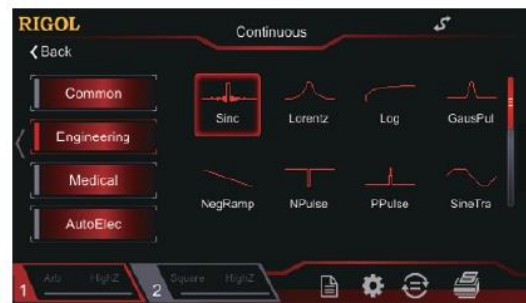 RIGOL
Continuous
Back
Common
Engineering
Medical
AutoElec
Sinc
Lorentz
Log
GausPul
NegRamp
NPulse
PPulse
SineTra
1
Arb
HighZ
2
Square
HighZ